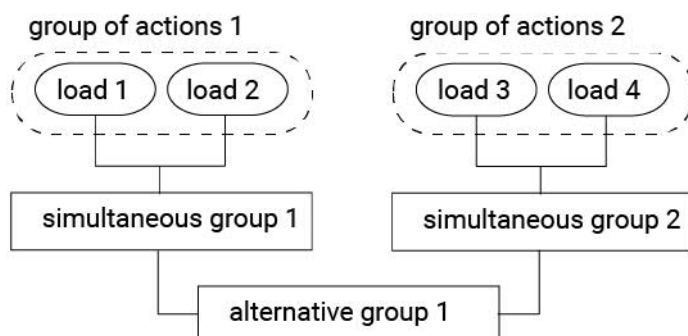 group of actions 1
group of actions 2
load 1
load 2
load 3
load 4
simultaneous group 1
simultaneous group 2
alternative group 1